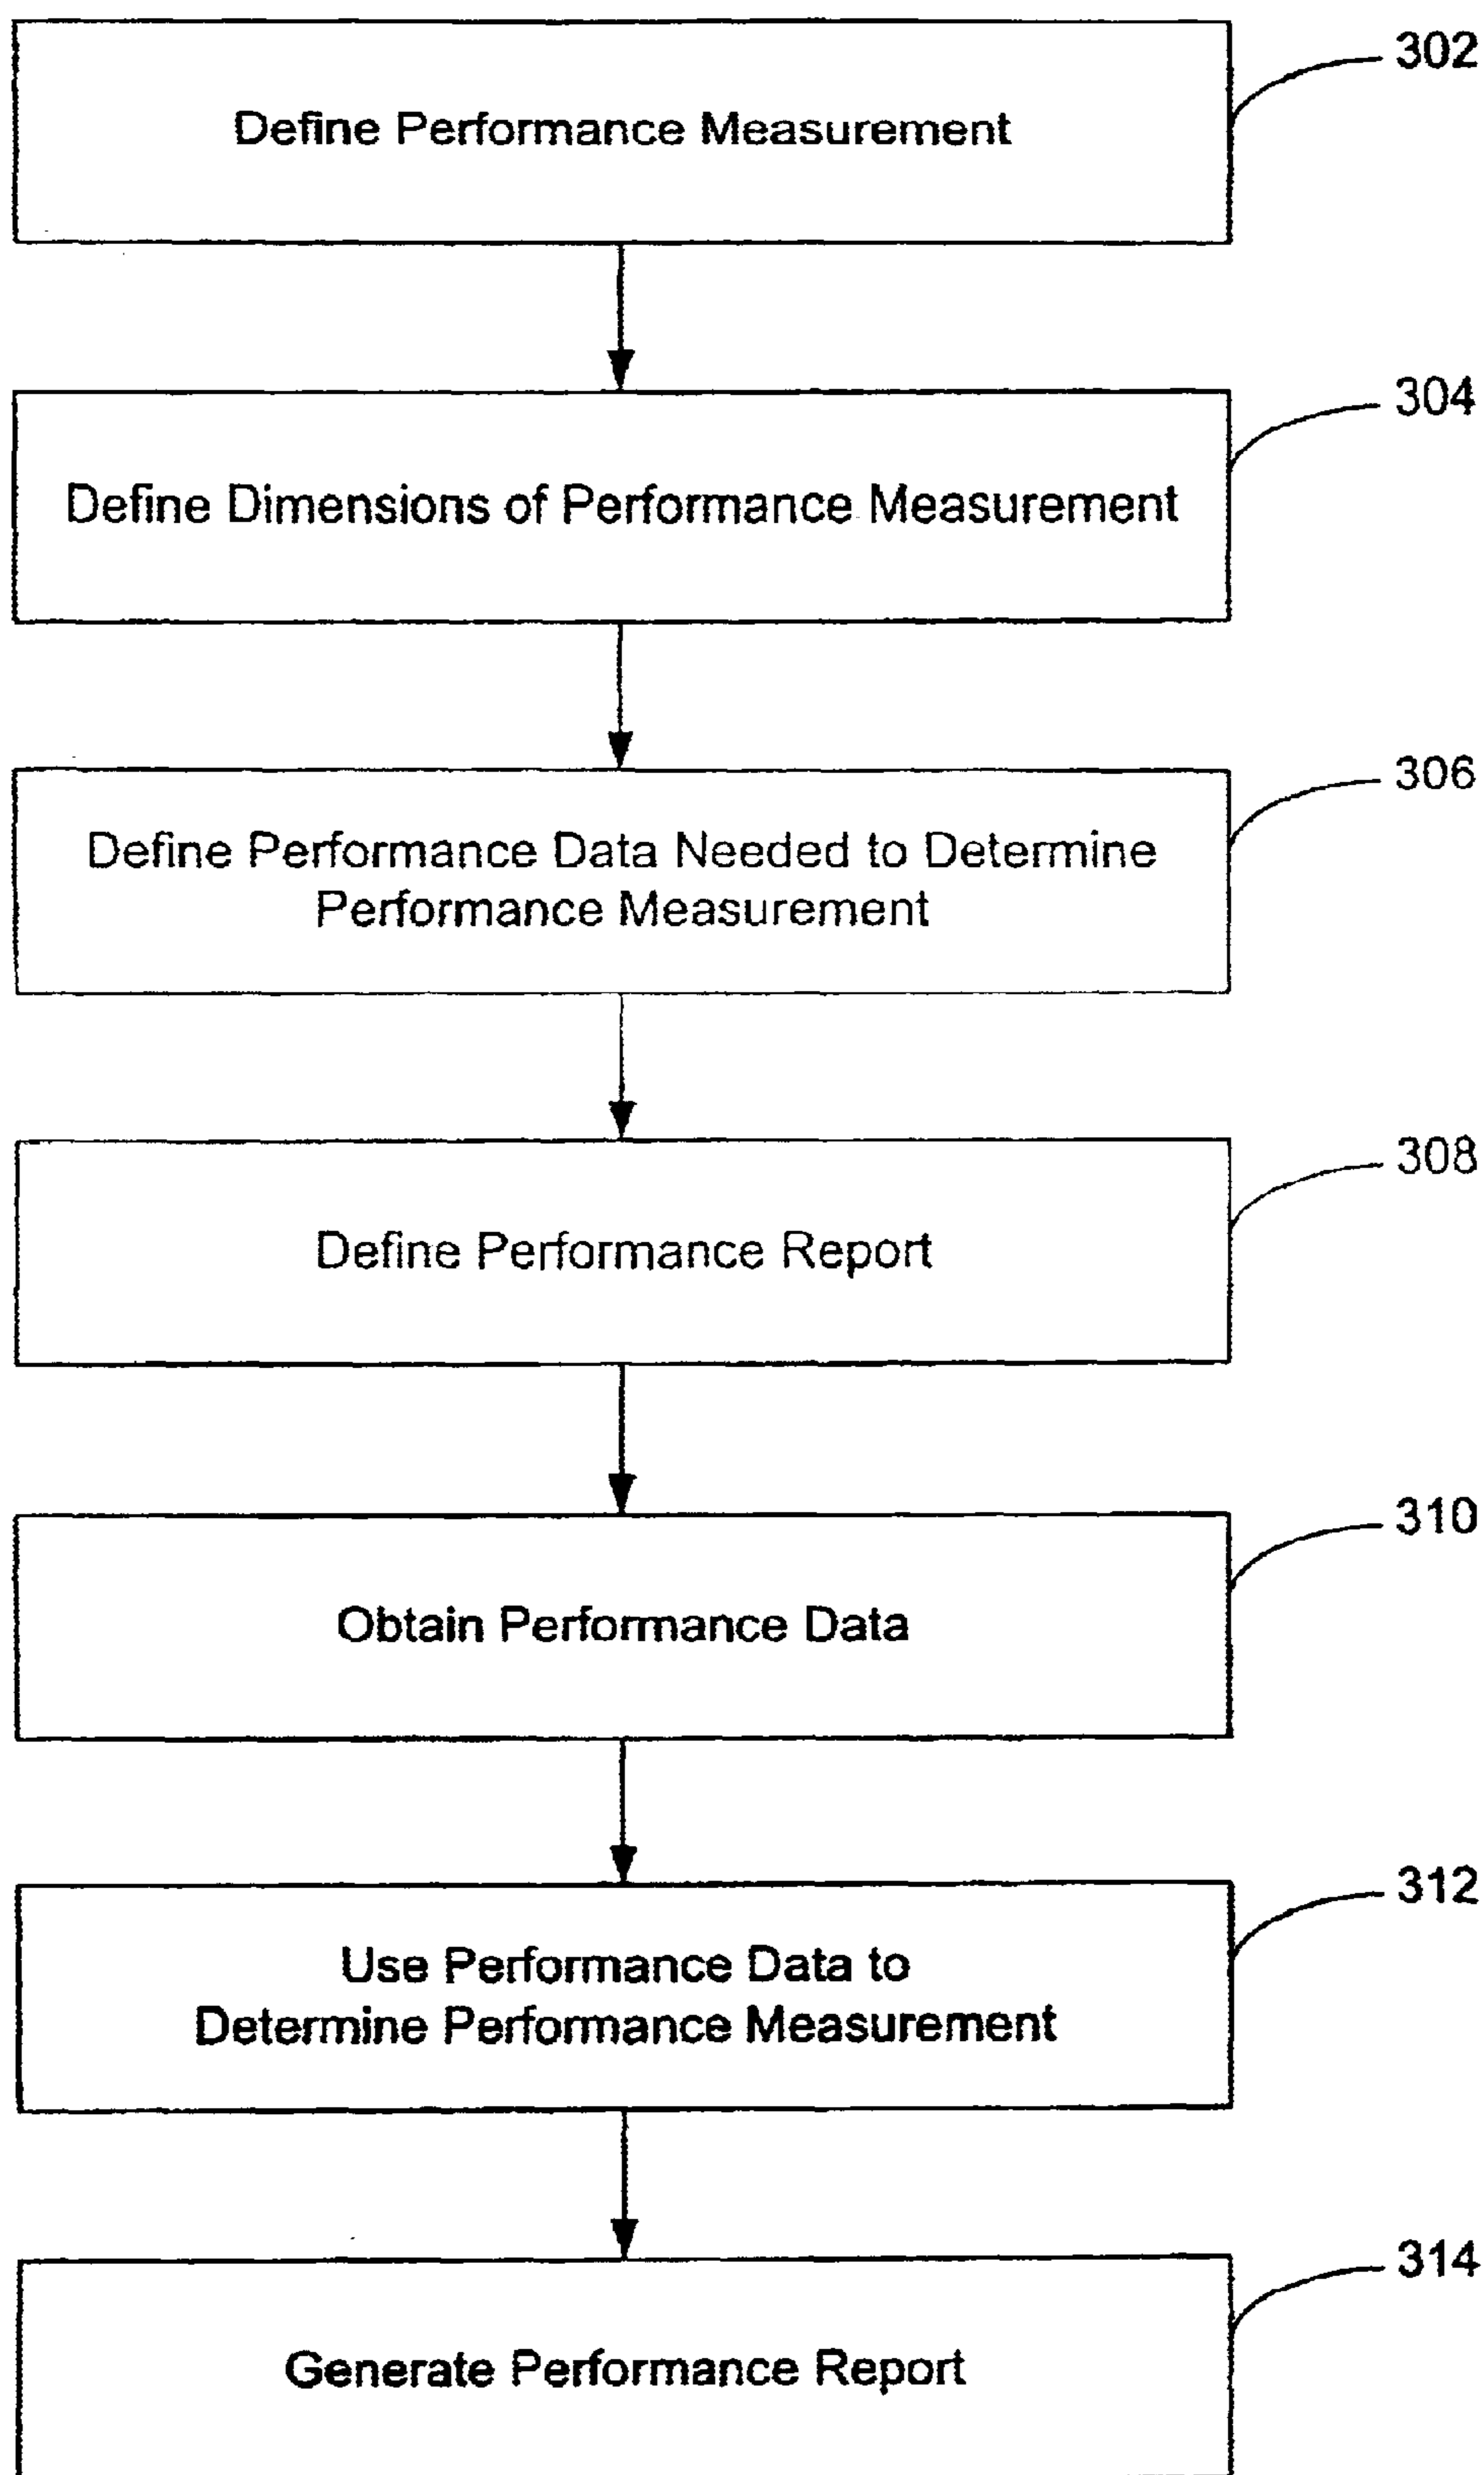 302
Define Performance Measurement
304
Define Dimensions of Performance Measurement
306
Define Performance Data Needed to Determine
Performance Measurement
308
Define Performance Report
310
Obtain Performance Data
312
Use Performance Data to
Determine Performance Measurement
314
Generate Performance Report